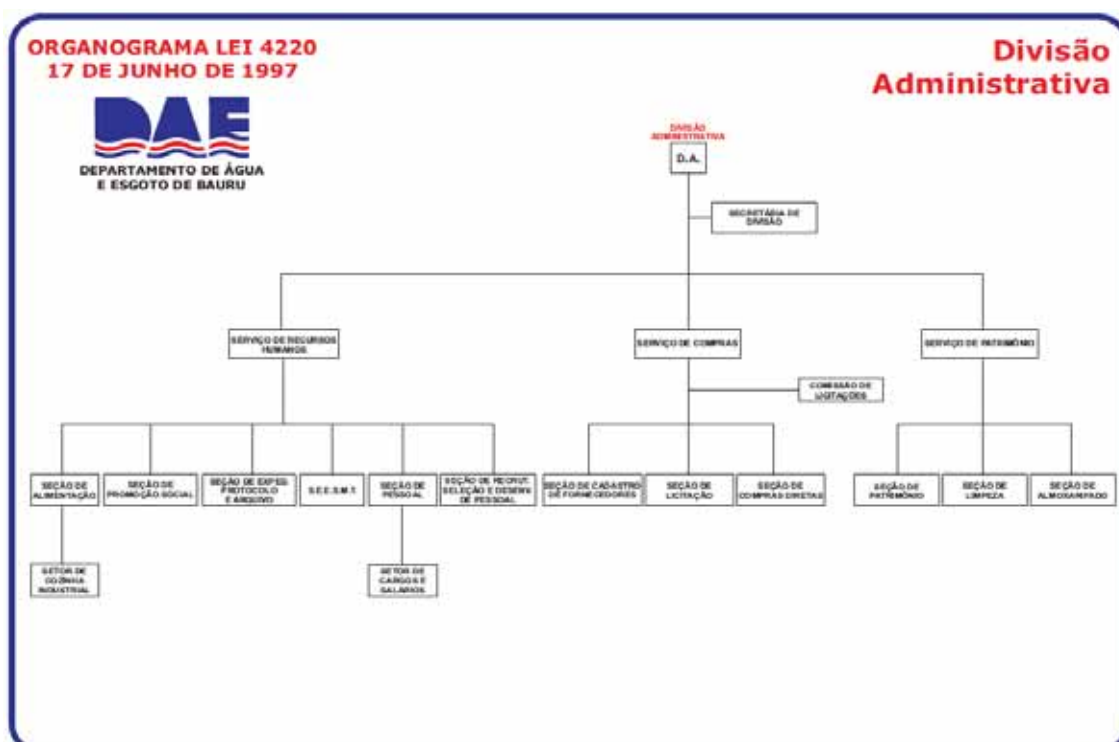 ORGANOGRAMA LEI 4220
17 DE JUNHO DE 1997
Divisão
Administrativa
DAE
DEPARTAMENTO DE ÁGUA
E ESGOTO DE BAURU
DIVISÃO
ADMINISTRATIVA
D.A.
SECRETÁRIA DE
DIVISÃO
SERVIÇO DE RECURSOS
HUMANOS
SERVIÇO DE COMPRAS
SERVIÇO DE PATRIMÔNIO
COMISSÃO DE
LICITAÇÕES
SEÇÃO DE
ALIMENTAÇÃO
SEÇÃO DE
PROMOÇÃO SOCIAL
SEÇÃO DE EXPED.
PROTOCOLO
E ARQUIVO
S.E.E.S.M.T.
SEÇÃO DE
PESSOAL
SEÇÃO DE RECRUT.
SELEÇÃO E DESENV.
DE PESSOAL
SEÇÃO DE CADASTRO
DE FORNECEDORES
SEÇÃO DE
LICITAÇÃO
SEÇÃO DE
COMPRAS DIRETAS
SEÇÃO DE
PATRIMÔNIO
SEÇÃO DE
LIMPEZA
SEÇÃO DE
ALMOXARIFADO
SETOR DE
COZINHA
INDUSTRIAL
SETOR DE
CARGOS E
SALÁRIOS